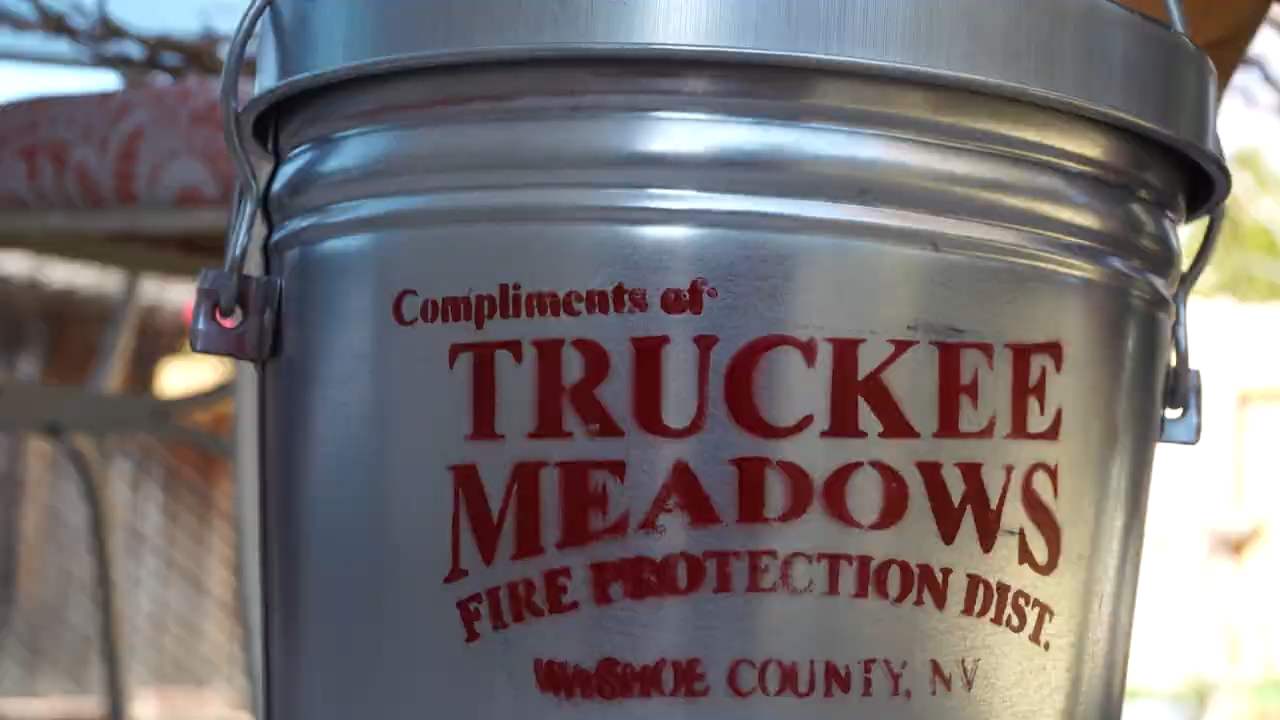 Compliments of
TRUCKEE
MEADOWS
FIRE PROTECTION DIST.
WASHOE COUNTY, NV